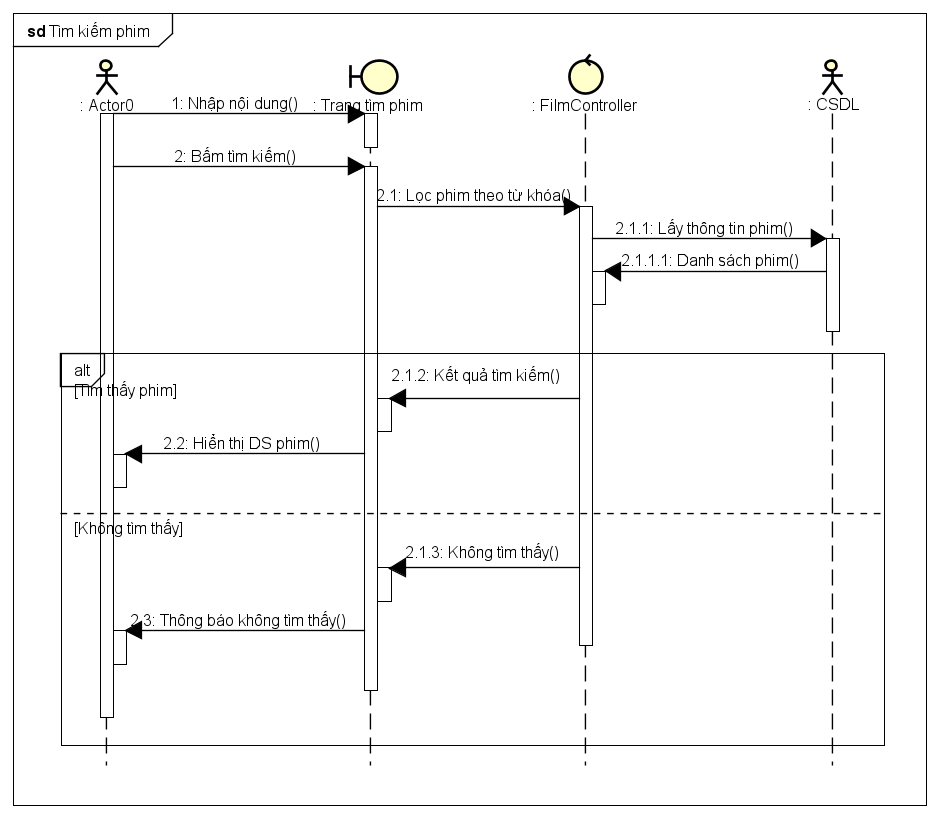 sd Tìm kiếm phim
: Actor0
: Trang tìm phim
: FilmController
: CSDL
1: Nhập nội dung()
2: Bấm tìm kiếm()
2.1: Lọc phim theo từ khóa()
2.1.1: Lấy thông tin phim()
2.1.1.1: Danh sách phim()
alt
[Tìm thấy phim]
2.1.2: Kết quả tìm kiếm()
2.2: Hiển thị DS phim()
[Không tìm thấy]
2.1.3: Không tìm thấy()
2.3: Thông báo không tìm thấy()